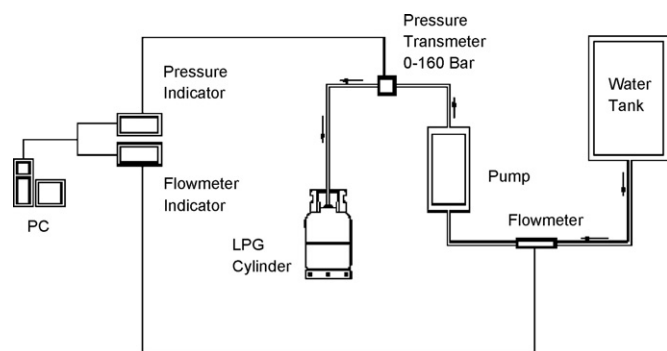 Pressure
Transmeter
0-160 Bar
Pressure
Indicator
Water
Tank
Pump
Flowmeter
Indicator
Flowmeter
PC
LPG
Cylinder